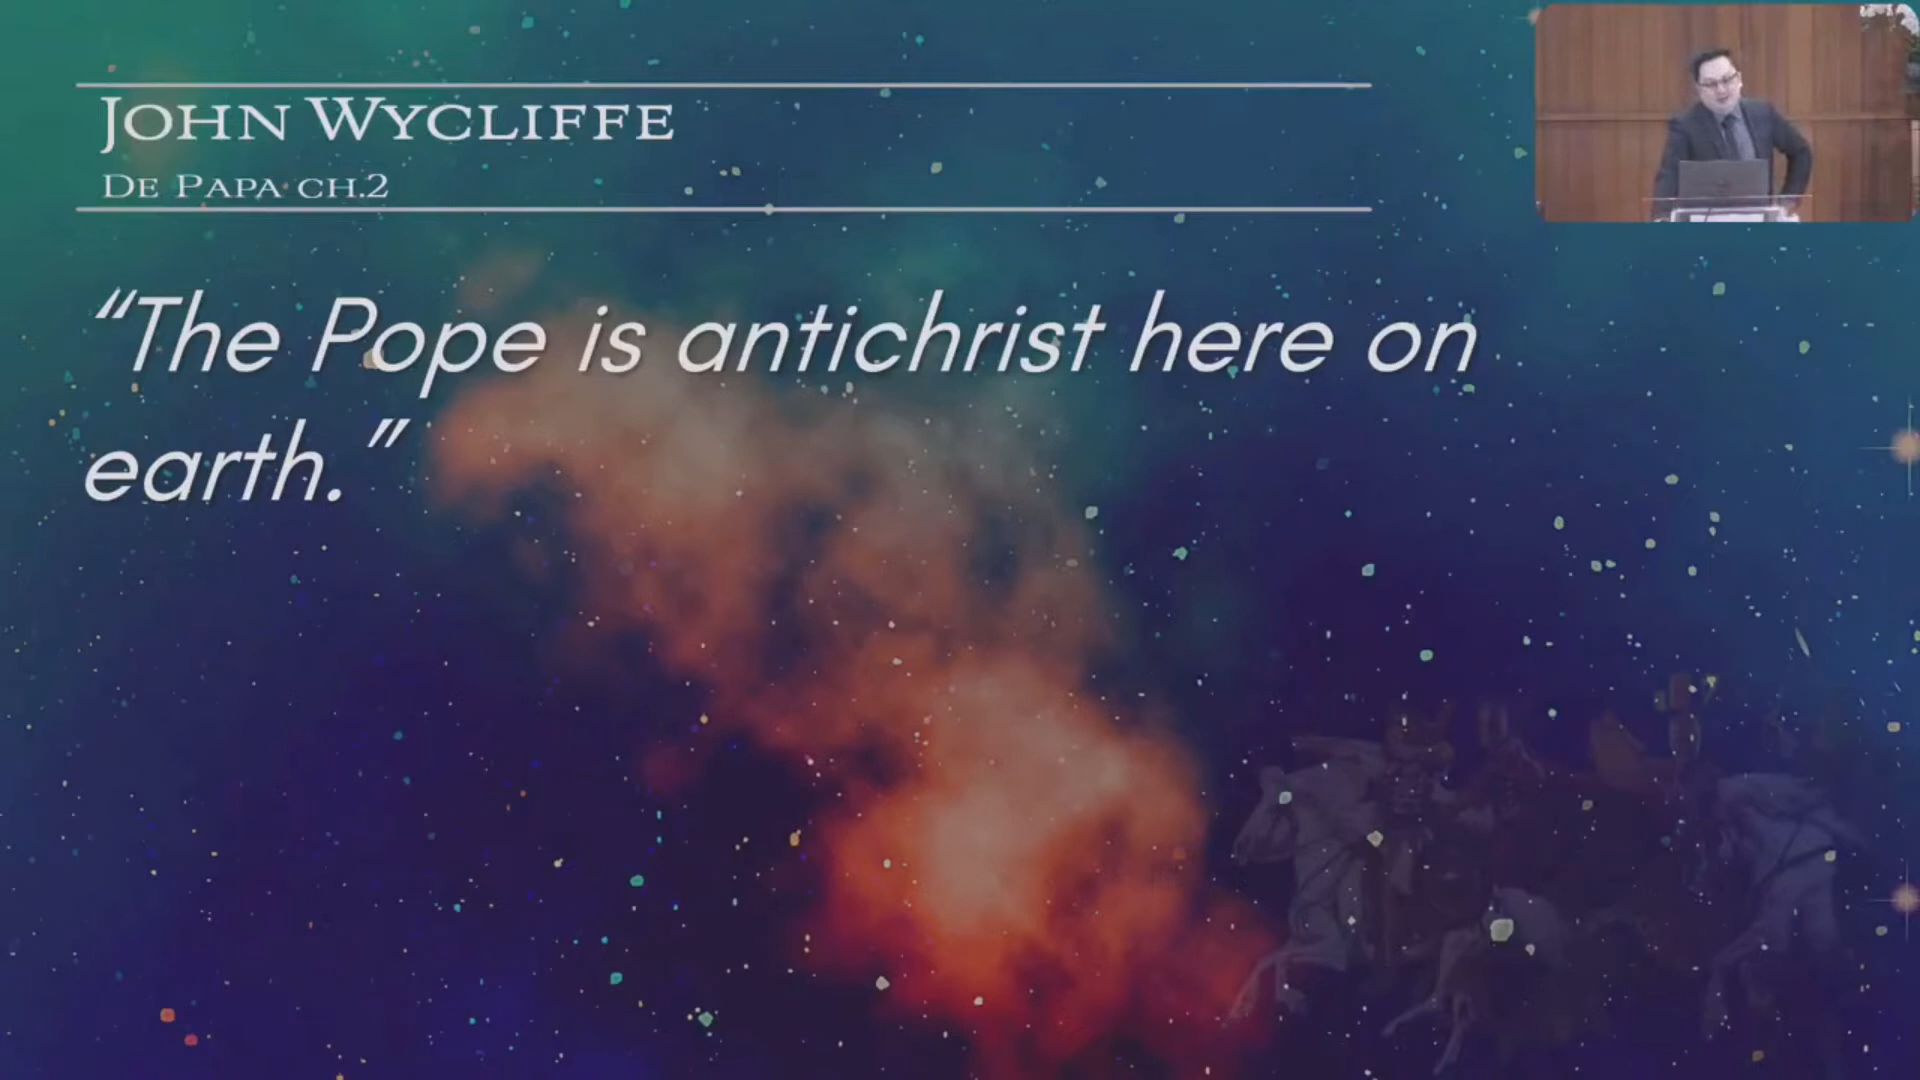 JOHN WYCLIFFE
DE PAPA CH.2
“The Pope is antichrist here on
earth.”